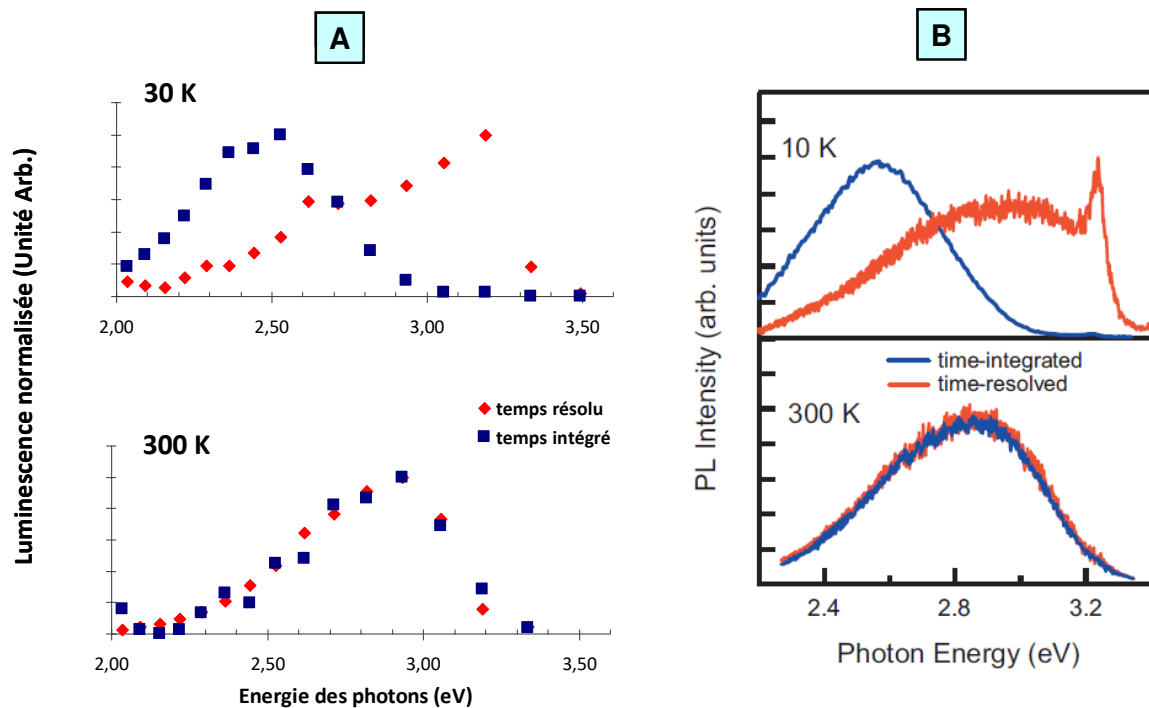 A
B
30 K
2,00
2,50
3,00
3,50
300 K
temps résolu
temps intégré
2,00
2,50
3,00
3,50
Energie des photons (eV)
Luminescence normalisée (Unité Arb.)
10 K
time-integrated
time-resolved
300 K
2.4
2.8
3.2
Photon Energy (eV)
PL Intensity (arb. units)